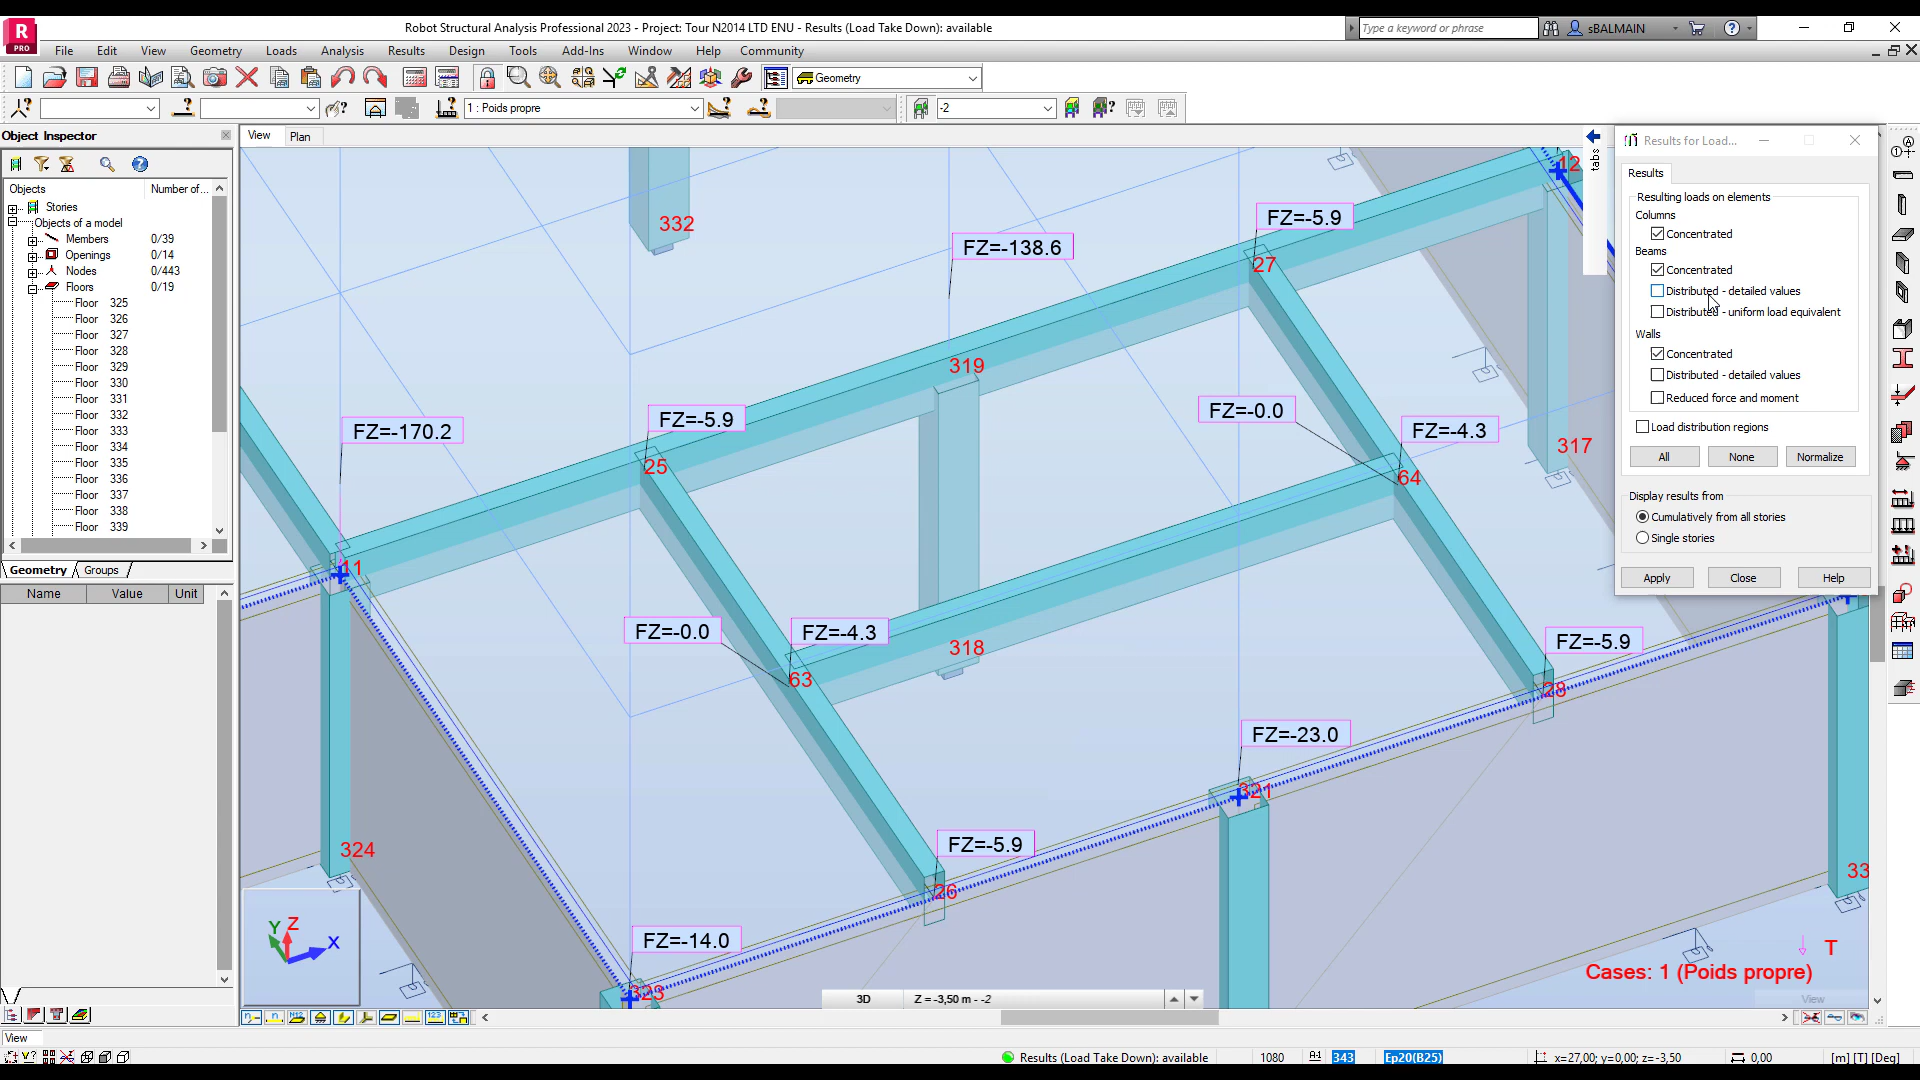 Robot Structural Analysis Professional 2023 - Project: Tour N2014 LTD ENU - Results (Load Take Down): available
Type a keyword or phrase
sBALMAIN
R
PRO
File Edit View Geometry Loads Analysis Results Design Tools Add-Ins Window Help Community
Geometry
1 : Poids propre
-2
Object Inspector
View Plan
Objects Number of...
Stories
Objects of a model
Members 0/39
Openings 0/14
Nodes 0/443
Floors 0/19
Floor 325
Floor 326
Floor 327
Floor 328
Floor 329
Floor 330
Floor 331
Floor 332
Floor 333
Floor 334
Floor 335
Floor 336
Floor 337
Floor 338
Floor 339
Geometry Groups
Name Value Unit
332
FZ=-138.6
FZ=-5.9
27
12
319
FZ=-5.9
25
FZ=-170.2
11
FZ=-0.0
FZ=-4.3
64
317
FZ=-0.0
FZ=-4.3
63
318
FZ=-5.9
28
FZ=-23.0
321
324
FZ=-5.9
26
33
FZ=-14.0
323
Y Z X
T
Cases: 1 (Poids propre)
3D Z = -3,50 m - -2
View
tabs
Results for Load...
Results
Resulting loads on elements
Columns
Concentrated
Beams
Concentrated
Distributed - detailed values
Distributed - uniform load equivalent
Walls
Concentrated
Distributed - detailed values
Reduced force and moment
Load distribution regions
All None Normalize
Display results from
Cumulatively from all stories
Single stories
Apply Close Help
View
Results (Load Take Down): available 1080 343 Ep20(B25) x=27,00; y=0,00; z=-3,50 0,00 [m] [T] [Deg]